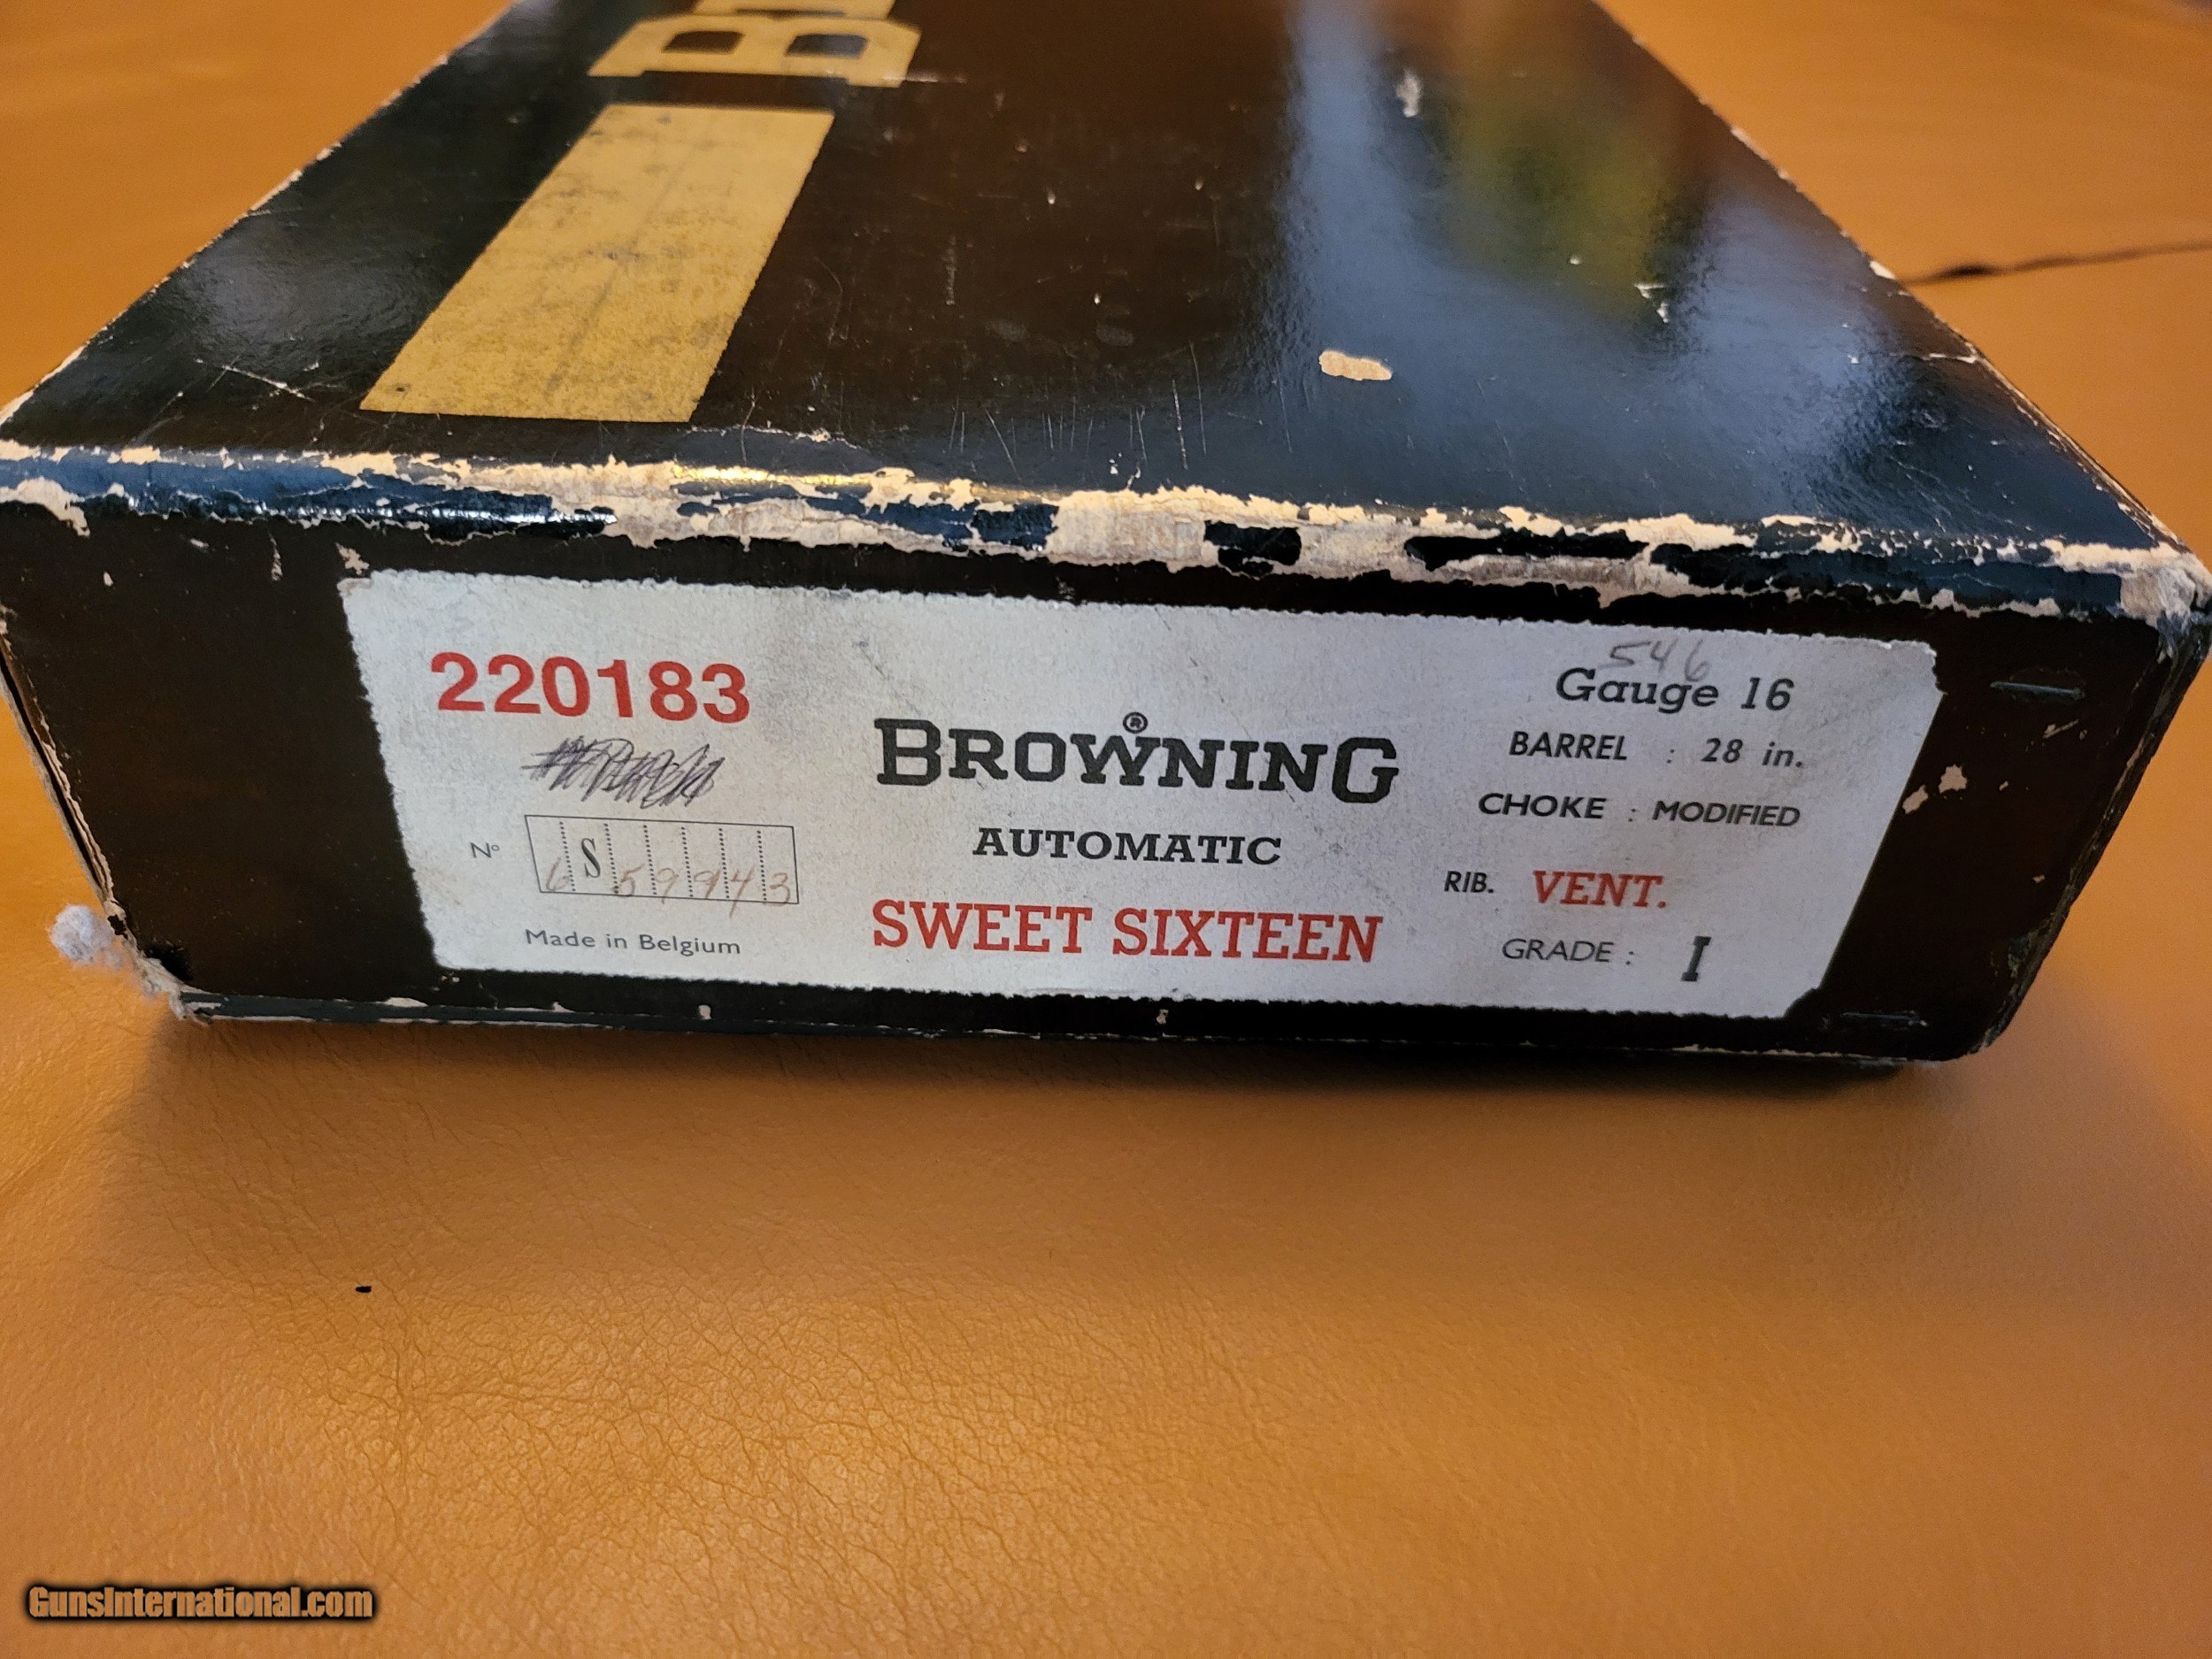 B
220183
Nº 6 S 59943
Made in Belgium
BROWNING®
AUTOMATIC
SWEET SIXTEEN
546
Gauge 16
BARREL : 28 in.
CHOKE : MODIFIED
RIB. VENT.
GRADE : I
GunsInternational.com